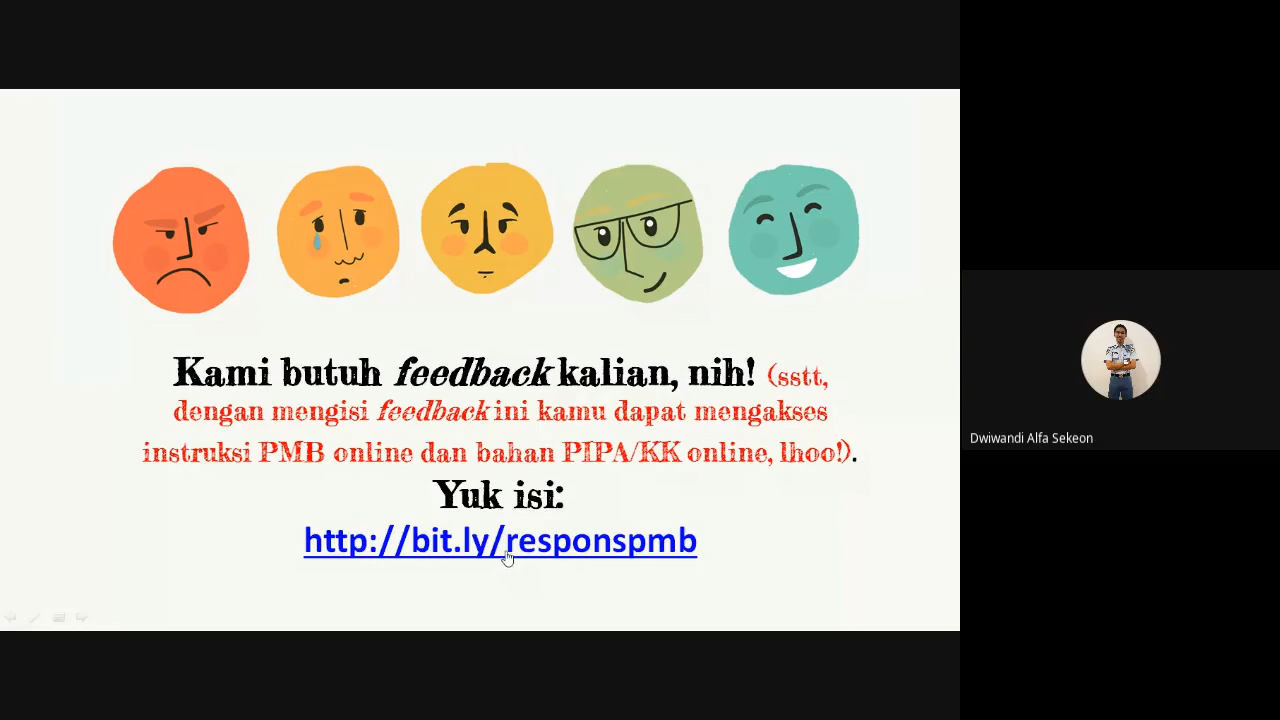 Kami butuh feedback kalian, nih! (sstt,
dengan mengisi feedback ini kamu dapat mengakses
instruksi PMB online dan bahan PIPA/KK online, lhoo!).
Yuk isi:
http://bit.ly/responspmb
Dwiwandi Alfa Sekeon